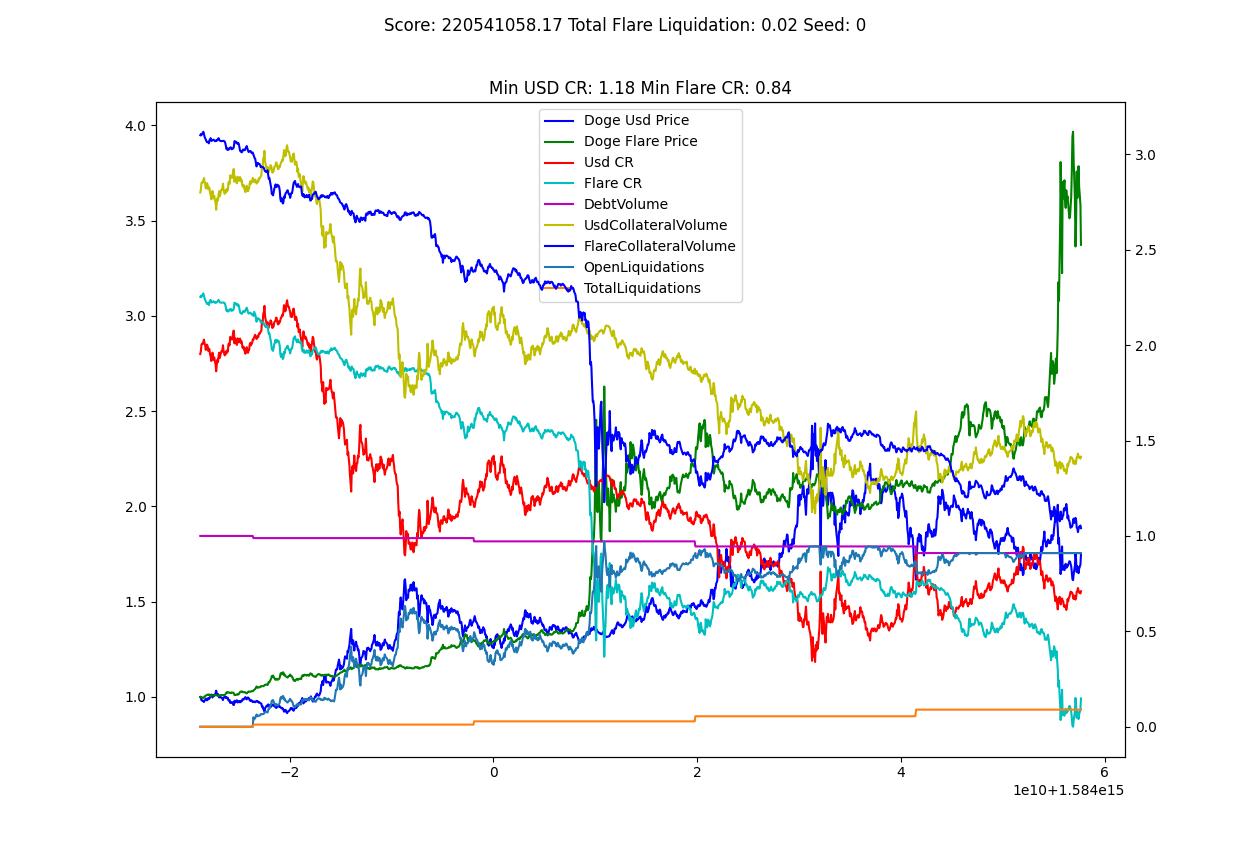 Score: 220541058.17 Total Flare Liquidation: 0.02 Seed: 0
Min USD CR: 1.18 Min Flare CR: 0.84
Doge Usd Price
Doge Flare Price
Usd CR
Flare CR
DebtVolume
UsdCollateralVolume
FlareCollateralVolume
OpenLiquidations
TotalLiquidations
4.0
3.5
3.0
2.5
2.0
1.5
1.0
3.0
2.5
2.0
1.5
1.0
0.5
0.0
−2
0
2
4
6
1e10+1.584e15